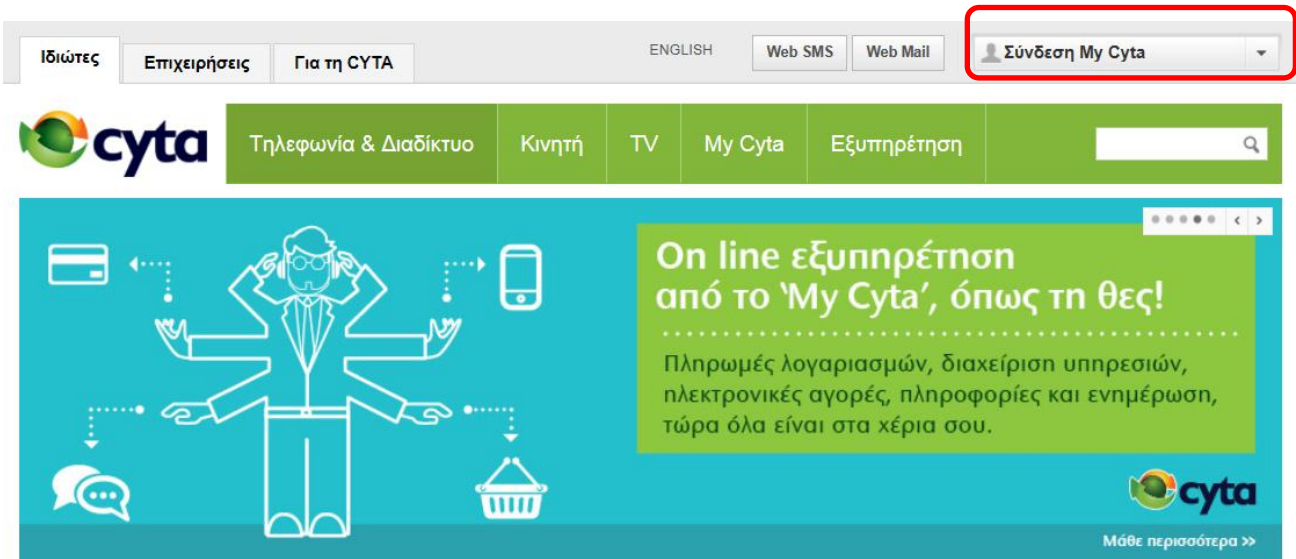 Ιδιώτες
Επιχειρήσεις
Για τη CYTA
ENGLISH
Web SMS
Web Mail
Σύνδεση My Cyta
cyta
Τηλεφωνία & Διαδίκτυο
Κινητή
TV
My Cyta
Εξυπηρέτηση
On line εξυπηρέτηση
από το 'My Cyta', όπως τη θες!
Πληρωμές λογαριασμών, διαχείριση υπηρεσιών,
ηλεκτρονικές αγορές, πληροφορίες και ενημέρωση,
τώρα όλα είναι στα χέρια σου.
cyta
Μάθε περισσότερα >>